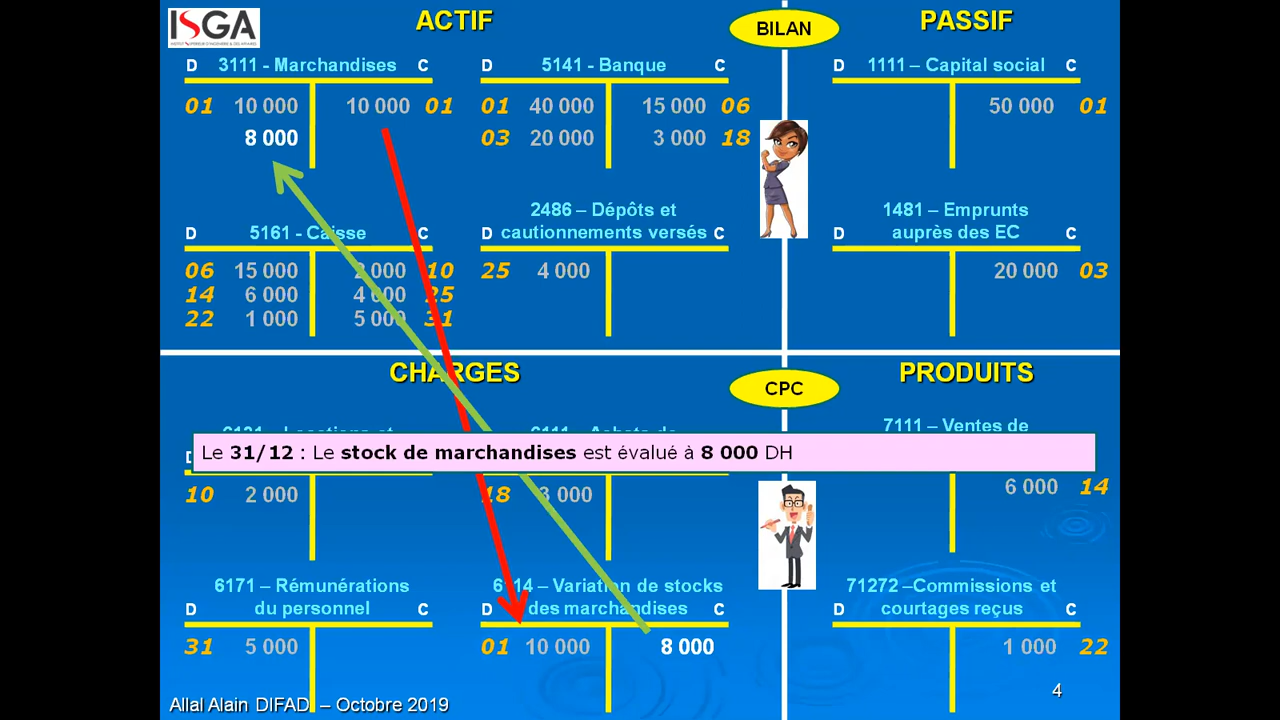 ISGA
ACTIF
BILAN
PASSIF
D 3111 - Marchandises C
D 5141 - Banque C
D 1111 – Capital social C
01 10 000 10 000 01
8 000
01 40 000 15 000 06
03 20 000 3 000 18
50 000 01
D 5161 - Caisse C
2486 – Dépôts et
D cautionnements versés C
1481 – Emprunts
D auprès des EC C
06 15 000 2 000 10
14 6 000 4 000 25
22 1 000 5 000 31
25 4 000
20 000 03
CHARGES
CPC
PRODUITS
7111 – Ventes de
Le 31/12 : Le stock de marchandises est évalué à 8 000 DH
10 2 000
18 3 000
6 000 14
6171 – Rémunérations
D du personnel C
6114 – Variation de stocks
D des marchandises C
71272 –Commissions et
D courtages reçus C
31 5 000
01 10 000 8 000
1 000 22
Allal Alain DIFADI – Octobre 2019
4